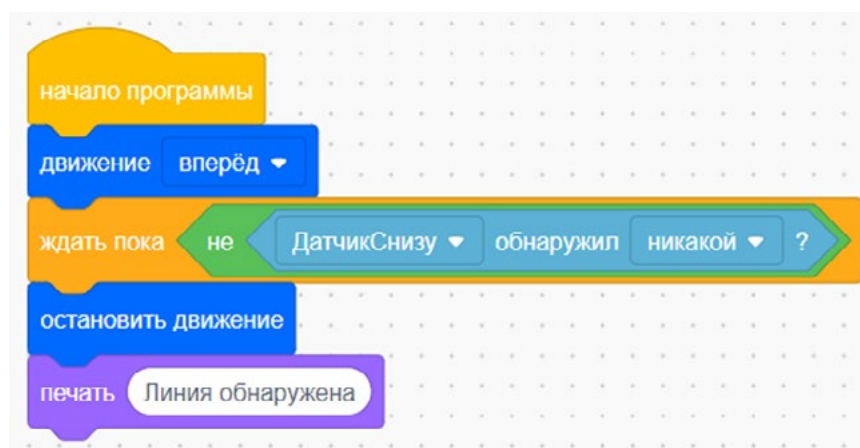 начало программы
движение вперёд
ждать пока не ДатчикСнизу обнаружил никакой ?
остановить движение
печать Линия обнаружена